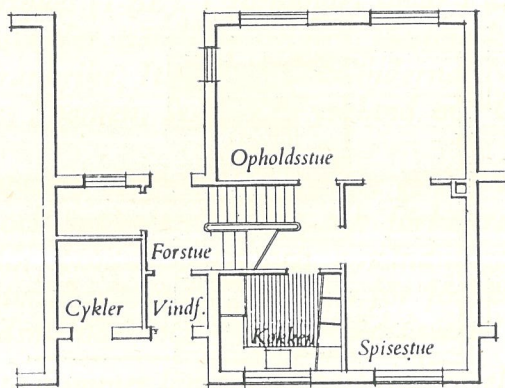 Opholdsstue
Forstue
Cykler
Vindf.
Køkken
Spisestue